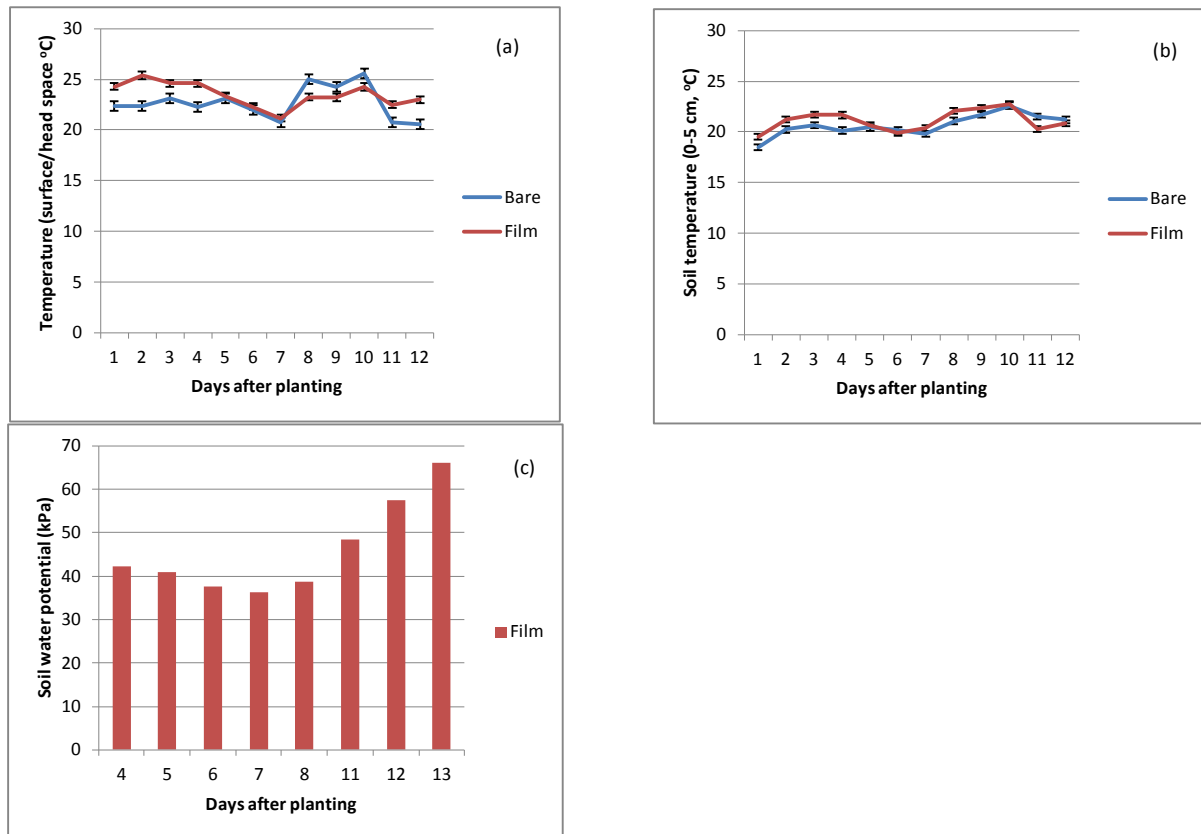 (a)
Temperature (surface/head space °C)
30
25
20
15
10
5
0
1 2 3 4 5 6 7 8 9 10 11 12
Days after planting
Bare
Film
(b)
Soil temperature (0-5 cm, °C)
30
25
20
15
10
5
0
1 2 3 4 5 6 7 8 9 10 11 12
Days after planting
Bare
Film
(c)
Soil water potential (kPa)
70
60
50
40
30
20
10
0
4 5 6 7 8 11 12 13
Days after planting
Film